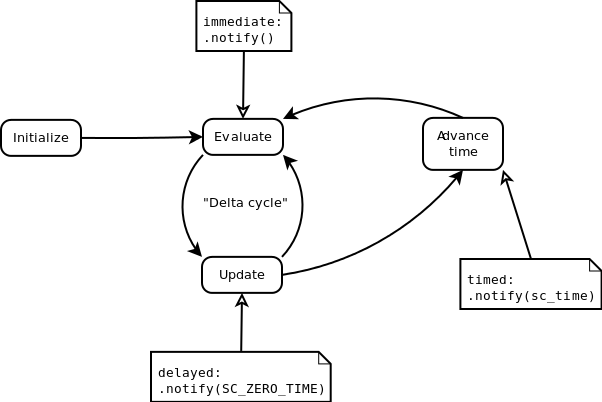 immediate:
.notify()
Initialize
Evaluate
Advance
time
"Delta cycle"
Update
timed:
.notify(sc_time)
delayed:
.notify(SC_ZERO_TIME)